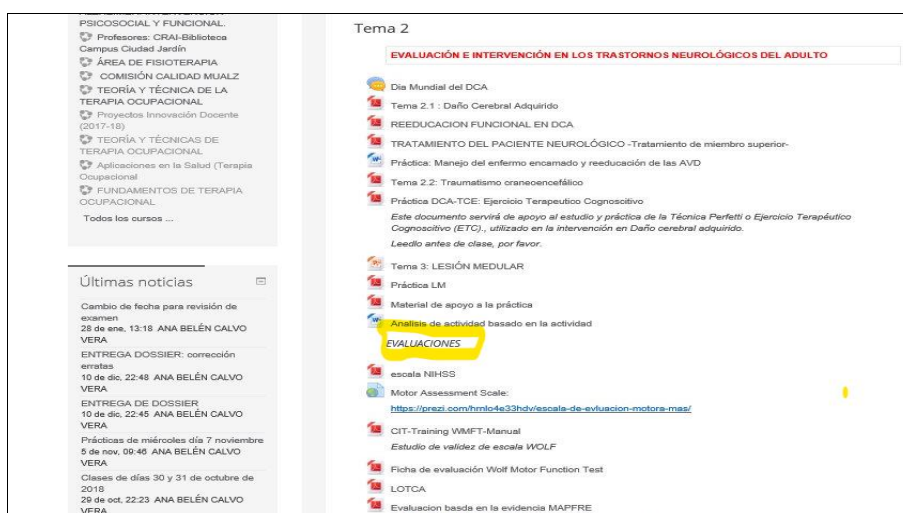 PSICOSOCIAL Y FUNCIONAL.
Profesores: CRAI-Biblioteca
Campus Ciudad Jardín
ÁREA DE FISIOTERAPIA
COMISIÓN CALIDAD MUALZ
TEORÍA Y TÉCNICA DE LA
TERAPIA OCUPACIONAL
Proyectos Innovación Docente
(2017-18)
TEORÍA Y TÉCNICAS DE
TERAPIA OCUPACIONAL
Aplicaciones en la Salud (Terapia
Ocupacional
FUNDAMENTOS DE TERAPIA
OCUPACIONAL
Todos los cursos ...
Últimas noticias
Cambio de fecha para revisión de
examen
28 de ene, 13:18 ANA BELÉN CALVO
VERA
ENTREGA DOSSIER: corrección
erratas
10 de dic, 22:48 ANA BELÉN CALVO
VERA
ENTREGA DE DOSSIER
10 de dic, 22:45 ANA BELÉN CALVO
VERA
Prácticas de miércoles día 7 noviembre
5 de nov, 09:46 ANA BELÉN CALVO
VERA
Clases de días 30 y 31 de octubre de
2018
29 de oct, 22:23 ANA BELÉN CALVO
VERA
Tema 2
EVALUACIÓN E INTERVENCIÓN EN LOS TRASTORNOS NEUROLÓGICOS DEL ADULTO
Dia Mundial del DCA
Tema 2.1 : Daño Cerebral Adquirido
REEDUCACION FUNCIONAL EN DCA
TRATAMIENTO DEL PACIENTE NEUROLÓGICO -Tratamiento de miembro superior-
Práctica: Manejo del enfermo encamado y reeducación de las AVD
Tema 2.2: Traumatismo craneoencefálico
Práctica DCA-TCE: Ejercicio Terapeutico Cognoscitivo
Este documento servirá de apoyo al estudio y práctica de la Técnica Perfetti o Ejercicio Terapéutico
Cognoscitivo (ETC)., utilizado en la intervención en Daño cerebral adquirido.
Leedlo antes de clase, por favor.
Tema 3: LESIÓN MEDULAR
Práctica LM
Material de apoyo a la práctica
Analisis de actividad basado en la actividad
EVALUACIONES
escala NIHSS
Motor Assessment Scale:
https://prezi.com/hmlo4e33hdv/escala-de-evluacion-motora-mas/
CIT-Training WMFT-Manual
Estudio de validez de escala WOLF
Ficha de evaluación Wolf Motor Function Test
LOTCA
Evaluacion basda en la evidencia MAPFRE